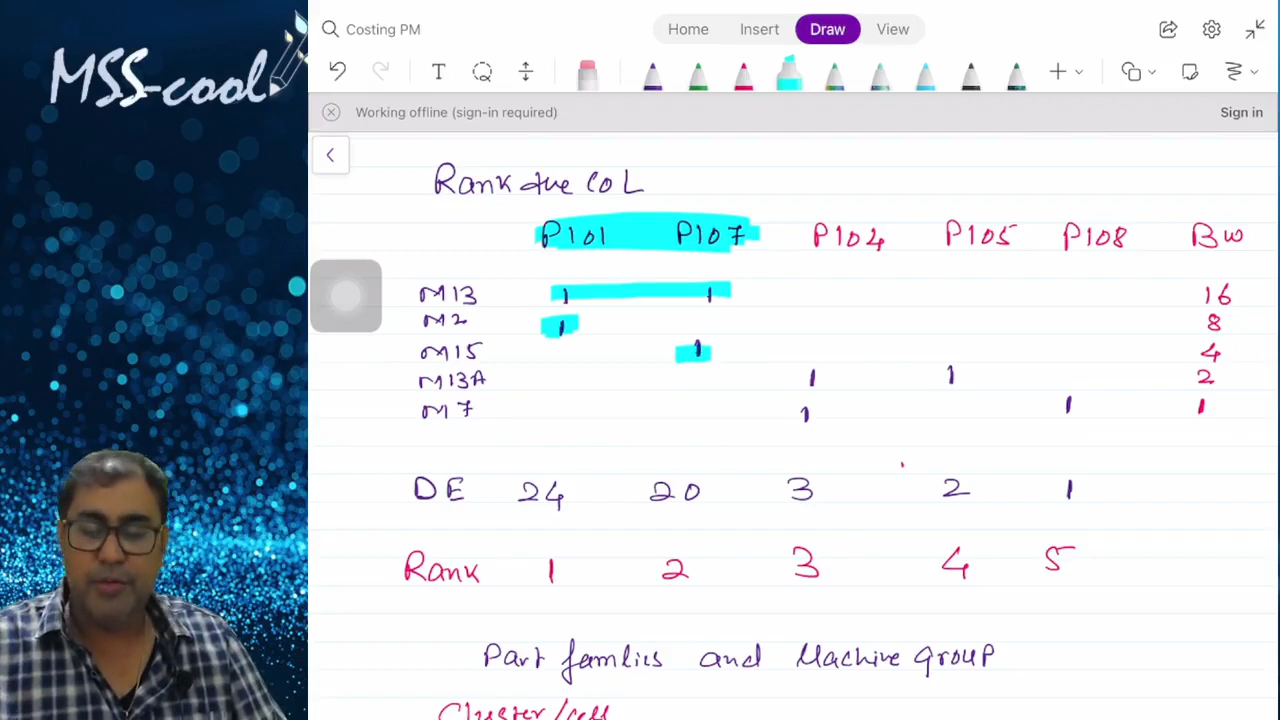 MSS-cool
Costing PM
Home Insert Draw View
Working offline (sign-in required) Sign in
Rank the CoL
P101 P107 P104 P105 P108 BW
M13 1 1 16
M2 1 8
M15 1 4
M13A 1 1 2
M7 1 1 1
DE 24 20 3 2 1
Rank 1 2 3 4 5
Part families and Machine group
Cluster/cell